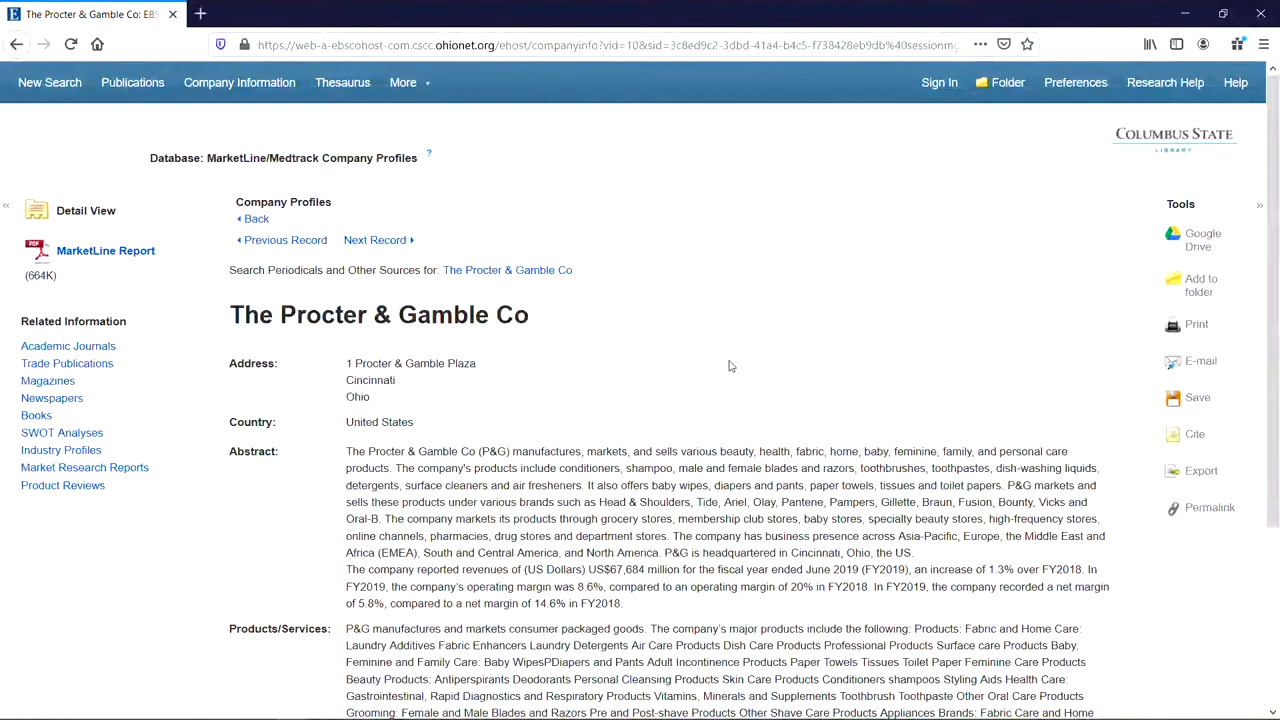 The Procter & Gamble Co: EBS
https://web-a-ebscohost-com.cscc.ohionet.org/ehost/companyinfo?vid=10&sid=3c8ed9c2-3dbd-41a4-b4c5-f738428eb9db%40sessionmg
New Search Publications Company Information Thesaurus More Sign In Folder Preferences Research Help Help
COLUMBUS STATE
LIBRARY
Database: MarketLine/Medtrack Company Profiles ?
Detail View
PDF MarketLine Report
(664K)
Related Information
Academic Journals
Trade Publications
Magazines
Newspapers
Books
SWOT Analyses
Industry Profiles
Market Research Reports
Product Reviews
Company Profiles
Back
Previous Record Next Record
Search Periodicals and Other Sources for: The Procter & Gamble Co
The Procter & Gamble Co
Address: 1 Procter & Gamble Plaza
Cincinnati
Ohio
Country: United States
Abstract: The Procter & Gamble Co (P&G) manufactures, markets, and sells various beauty, health, fabric, home, baby, feminine, family, and personal care
products. The company's products include conditioners, shampoo, male and female blades and razors, toothbrushes, toothpastes, dish-washing liquids,
detergents, surface cleaners and air fresheners. It also offers baby wipes, diapers and pants, paper towels, tissues and toilet papers. P&G markets and
sells these products under various brands such as Head & Shoulders, Tide, Ariel, Olay, Pantene, Pampers, Gillette, Braun, Fusion, Bounty, Vicks and
Oral-B. The company markets its products through grocery stores, membership club stores, baby stores, specialty beauty stores, high-frequency stores,
online channels, pharmacies, drug stores and department stores. The company has business presence across Asia-Pacific, Europe, the Middle East and
Africa (EMEA), South and Central America, and North America. P&G is headquartered in Cincinnati, Ohio, the US.
The company reported revenues of (US Dollars) US$67,684 million for the fiscal year ended June 2019 (FY2019), an increase of 1.3% over FY2018. In
FY2019, the company's operating margin was 8.6%, compared to an operating margin of 20% in FY2018. In FY2019, the company recorded a net margin
of 5.8%, compared to a net margin of 14.6% in FY2018.
Products/Services: P&G manufactures and markets consumer packaged goods. The company's major products include the following: Products: Fabric and Home Care:
Laundry Additives Fabric Enhancers Laundry Detergents Air Care Products Dish Care Products Professional Products Surface care Products Baby,
Feminine and Family Care: Baby WipesPDiapers and Pants Adult Incontinence Products Paper Towels Tissues Toilet Paper Feminine Care Products
Beauty Products: Antiperspirants Deodorants Personal Cleansing Products Skin Care Products Conditioners shampoos Styling Aids Health Care:
Gastrointestinal, Rapid Diagnostics and Respiratory Products Vitamins, Minerals and Supplements Toothbrush Toothpaste Other Oral Care Products
Grooming: Female and Male Blades and Razors Pre and Post-shave Products Other Shave Care Products Appliances Brands: Fabric Care and Home
Tools
Google
Drive
Add to
folder
Print
E-mail
Save
Cite
Export
Permalink